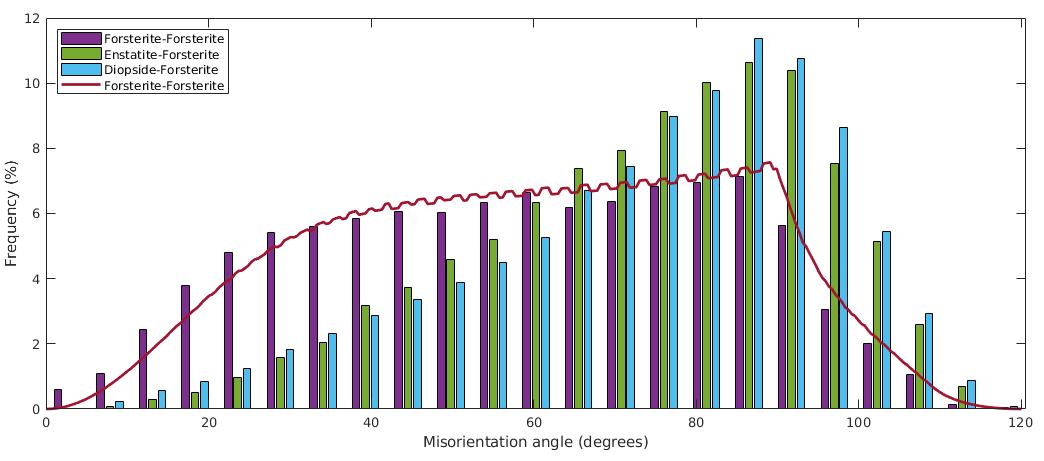 12
10
8
6
4
2
0
Frequency (%)
Forsterite-Forsterite
Enstatite-Forsterite
Diopside-Forsterite
Forsterite-Forsterite
0 20 40 60 80 100 120
Misorientation angle (degrees)